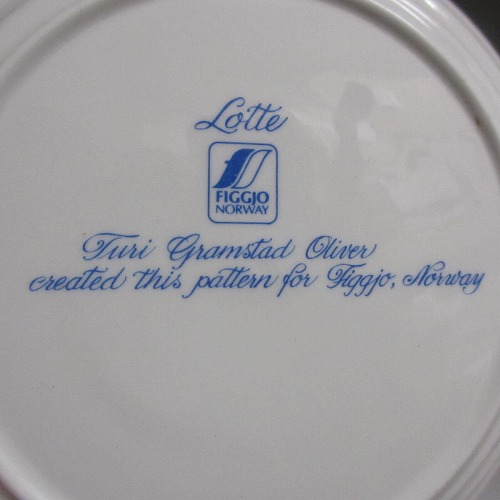 Lotte
FIGGJO
NORWAY
Turi Gramstad Oliver
created this pattern for Figgjo, Norway